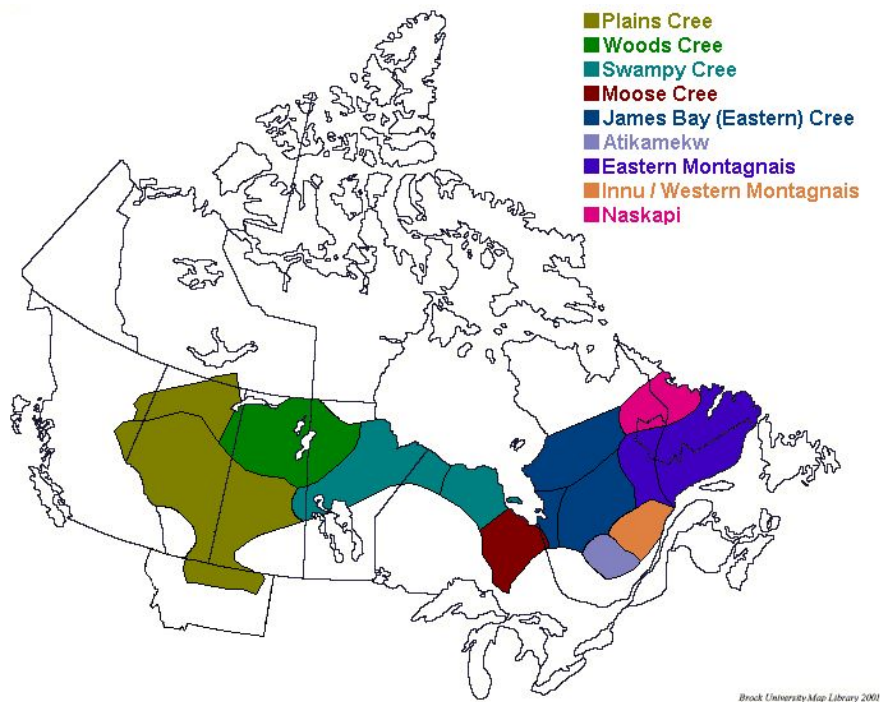 Plains Cree
Woods Cree
Swampy Cree
Moose Cree
James Bay (Eastern) Cree
Atikamekw
Eastern Montagnais
Innu / Western Montagnais
Naskapi
Brock University Map Library 2001